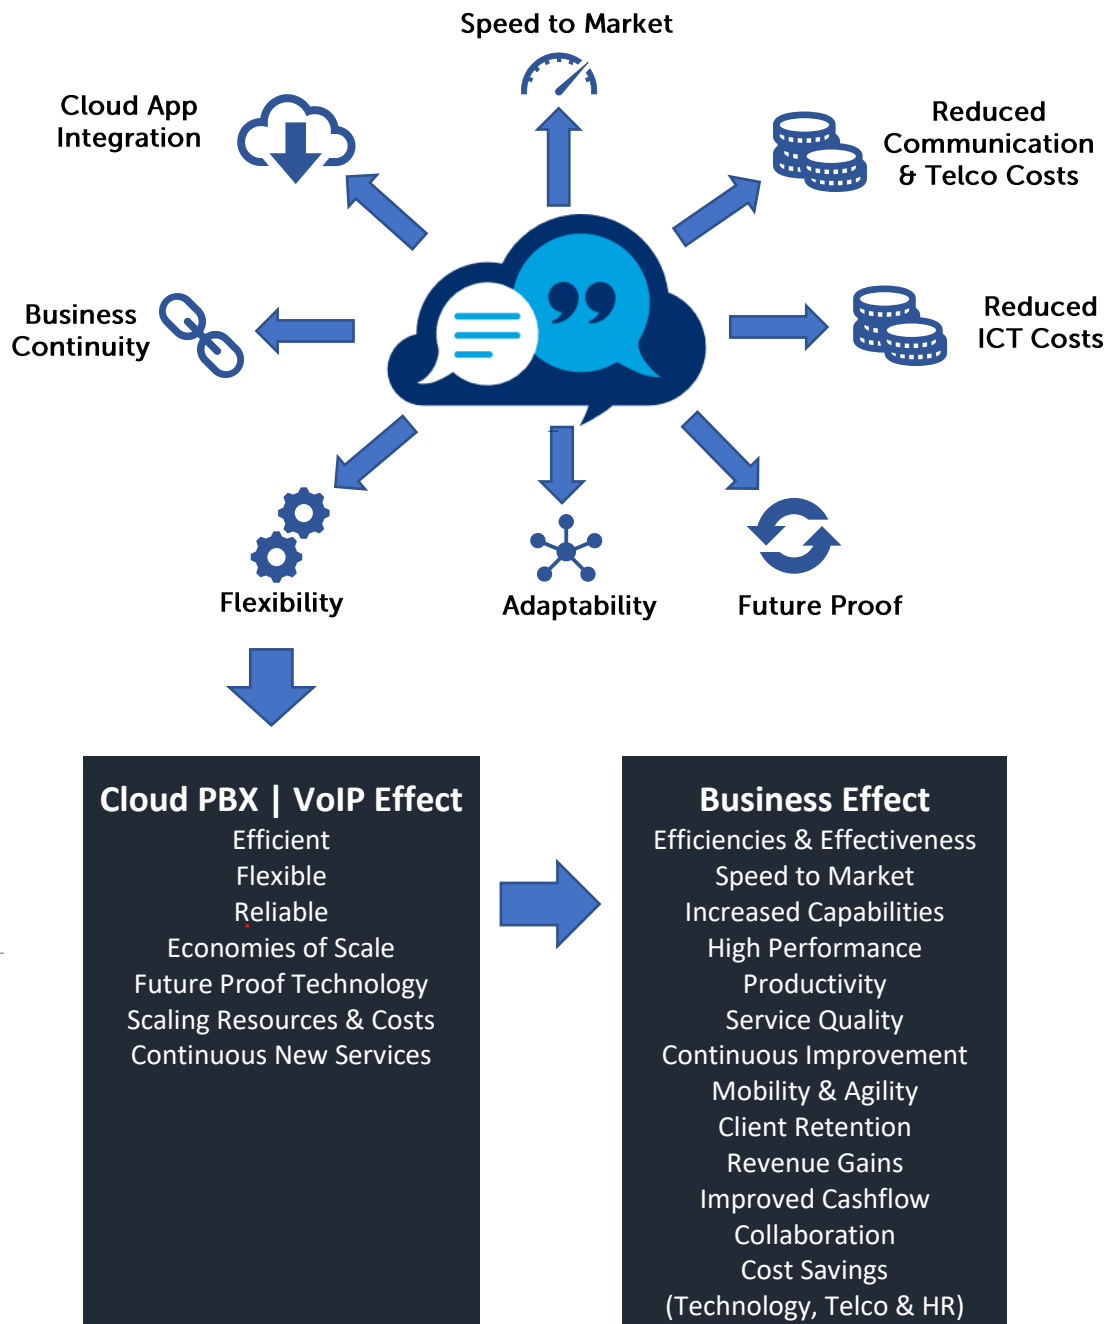 Speed to Market
Cloud App
Integration
Reduced
Communication
& Telco Costs
Business
Continuity
Reduced
ICT Costs
Flexibility
Adaptability
Future Proof
Cloud PBX | VoIP Effect
Efficient
Flexible
Reliable
Economies of Scale
Future Proof Technology
Scaling Resources & Costs
Continuous New Services
Business Effect
Efficiencies & Effectiveness
Speed to Market
Increased Capabilities
High Performance
Productivity
Service Quality
Continuous Improvement
Mobility & Agility
Client Retention
Revenue Gains
Improved Cashflow
Collaboration
Cost Savings
(Technology, Telco & HR)